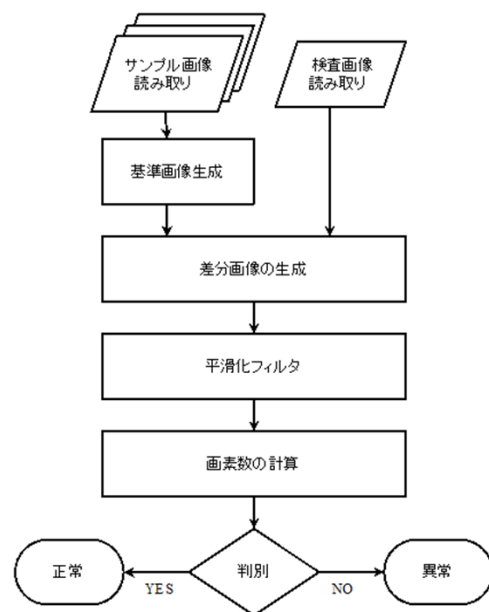 サンプル画像
読み取り
検査画像
読み取り
基準画像生成
差分画像の生成
平滑化フィルタ
画素数の計算
正常
YES
判別
NO
異常